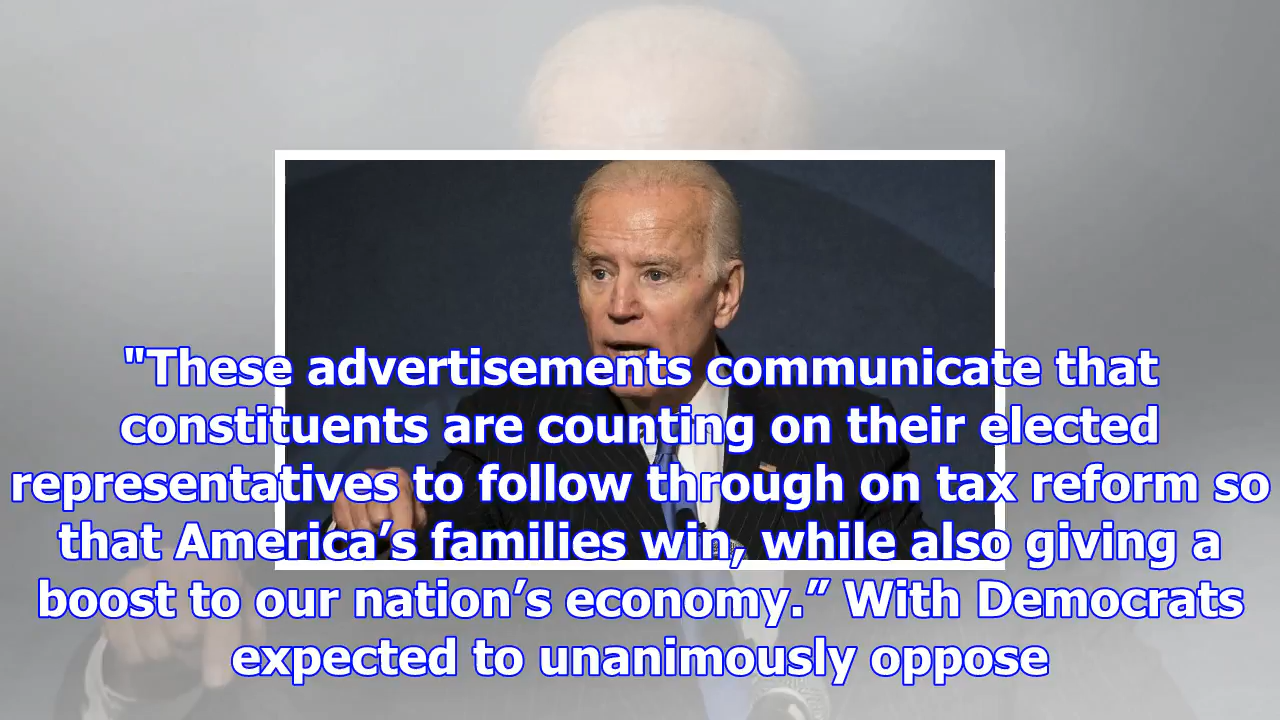 "These advertisements communicate that
constituents are counting on their elected
representatives to follow through on tax reform so
that America’s families win, while also giving a
boost to our nation’s economy.” With Democrats
expected to unanimously oppose